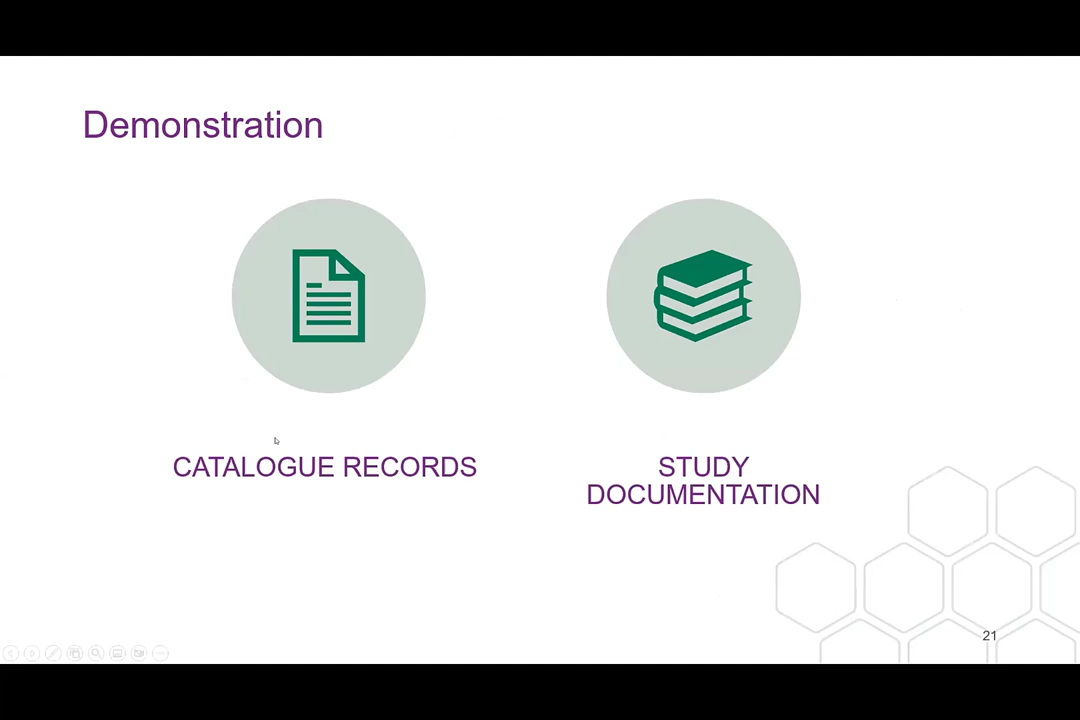 Demonstration
CATALOGUE RECORDS
STUDY
DOCUMENTATION
21